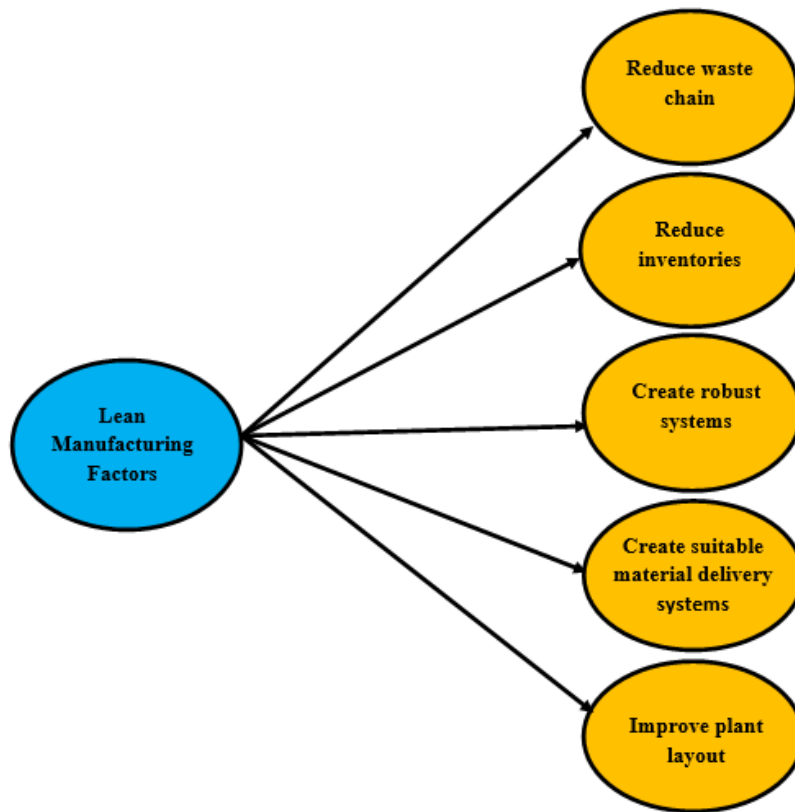 Reduce waste
chain
Reduce
inventories
Lean
Manufacturing
Factors
Create robust
systems
Create suitable
material delivery
systems
Improve plant
layout